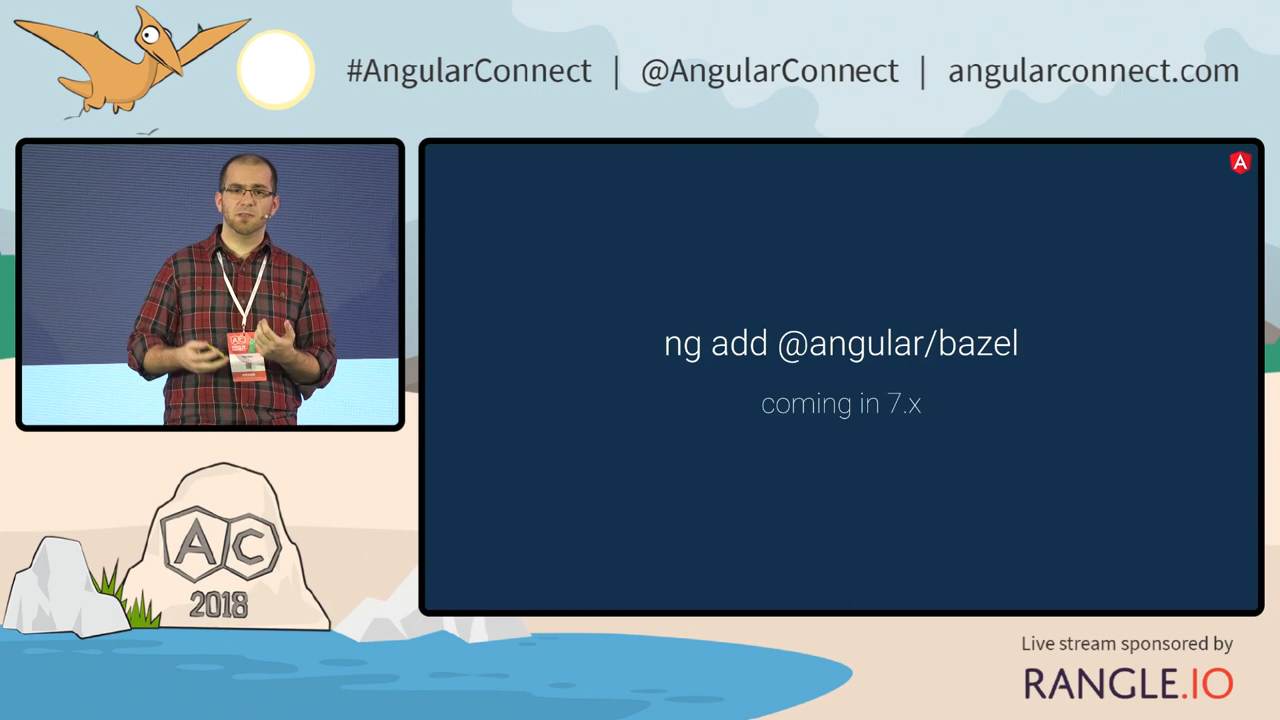 #AngularConnect | @AngularConnect | angularconnect.com
A
ng add @angular/bazel
coming in 7.x
AC
2018
Live stream sponsored by
RANGLE.IO